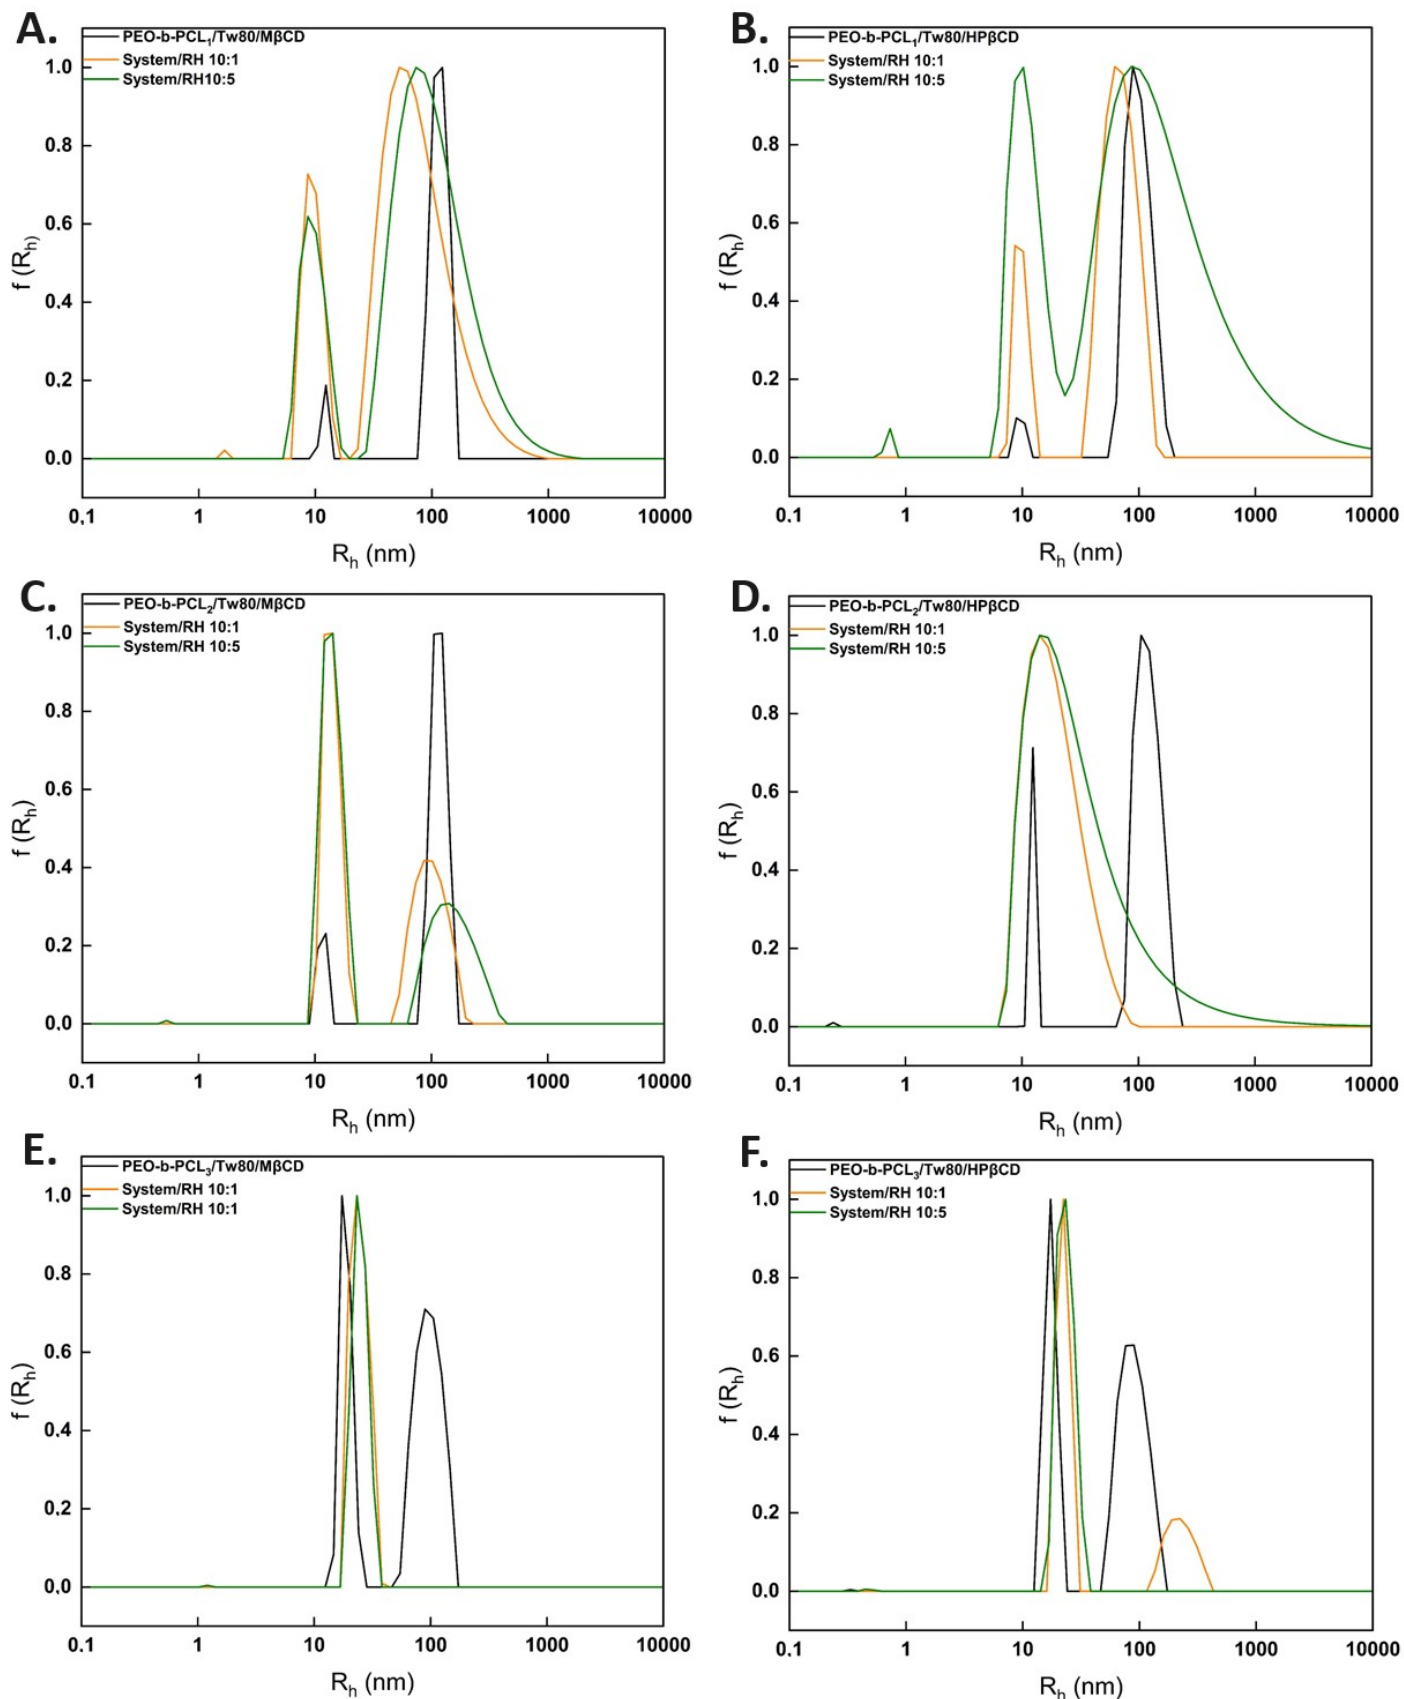 A.
PEO-b-PCL₁/Tw80/MβCD
System/RH 10:1
System/RH10:5
1.0
0.8
0.6
0.4
0.2
0.0
f (Rₕ)
0.1 1 10 100 1000 10000
Rₕ (nm)
B.
PEO-b-PCL₁/Tw80/HPβCD
System/RH 10:1
System/RH 10:5
1.0
0.8
0.6
0.4
0.2
0.0
f (Rₕ)
0.1 1 10 100 1000 10000
Rₕ (nm)
C.
PEO-b-PCL₂/Tw80/MβCD
System/RH 10:1
System/RH 10:5
1.0
0.8
0.6
0.4
0.2
0.0
f (Rₕ)
0.1 1 10 100 1000 10000
Rₕ (nm)
D.
PEO-b-PCL₂/Tw80/HPβCD
System/RH 10:1
System/RH 10:5
1.0
0.8
0.6
0.4
0.2
0.0
f (Rₕ)
0.1 1 10 100 1000 10000
Rₕ (nm)
E.
PEO-b-PCL₃/Tw80/MβCD
System/RH 10:1
System/RH 10:1
1.0
0.8
0.6
0.4
0.2
0.0
f (Rₕ)
0.1 1 10 100 1000 10000
Rₕ (nm)
F.
PEO-b-PCL₃/Tw80/HPβCD
System/RH 10:1
System/RH 10:5
1.0
0.8
0.6
0.4
0.2
0.0
f (Rₕ)
0.1 1 10 100 1000 10000
Rₕ (nm)